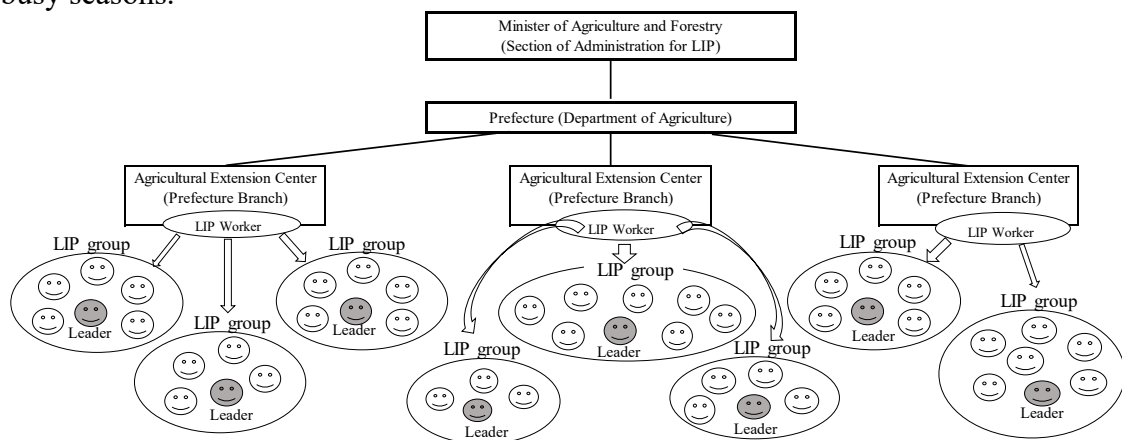 busy seasons.
Minister of Agriculture and Forestry
(Section of Administration for LIP)
Prefecture (Department of Agriculture)
Agricultural Extension Center
(Prefecture Branch)
LIP Worker
Agricultural Extension Center
(Prefecture Branch)
LIP Worker
Agricultural Extension Center
(Prefecture Branch)
LIP Worker
LIP group
Leader
LIP group
Leader
LIP group
Leader
LIP group
Leader
LIP group
Leader
LIP group
Leader
LIP group
Leader
LIP group
Leader